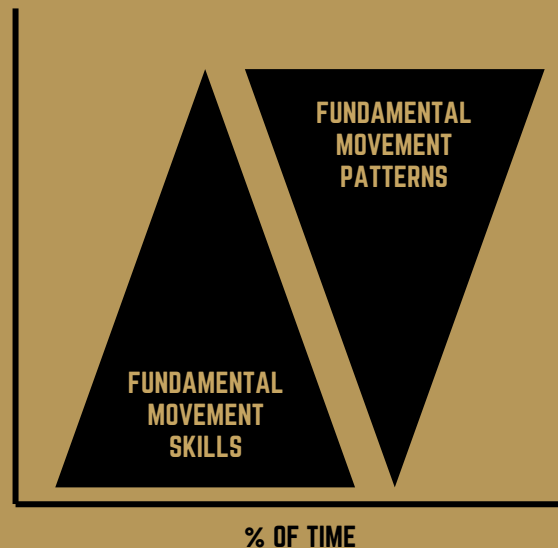 FUNDAMENTAL
MOVEMENT
PATTERNS
FUNDAMENTAL
MOVEMENT
SKILLS
% OF TIME